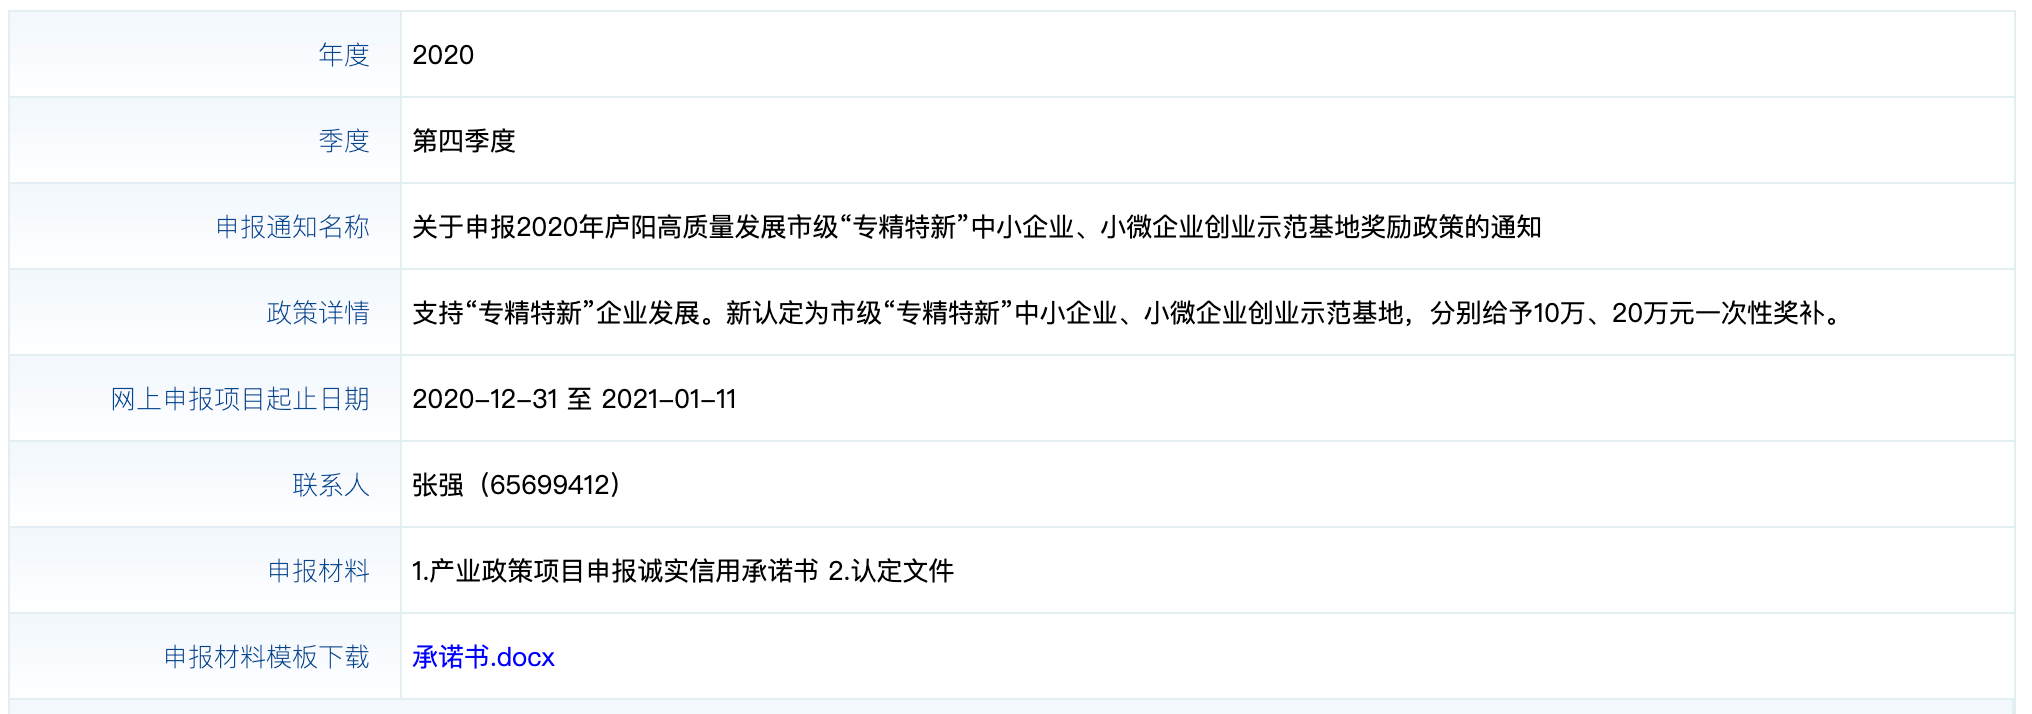 年度 2020
季度 第四季度
申报通知名称 关于申报2020年庐阳高质量发展市级“专精特新”中小企业、小微企业创业示范基地奖励政策的通知
政策详情 支持“专精特新”企业发展。新认定为市级“专精特新”中小企业、小微企业创业示范基地，分别给予10万、20万元一次性奖补。
网上申报项目起止日期 2020-12-31 至 2021-01-11
联系人 张强（65699412）
申报材料 1.产业政策项目申报诚实信用承诺书 2.认定文件
申报材料模板下载 承诺书.docx